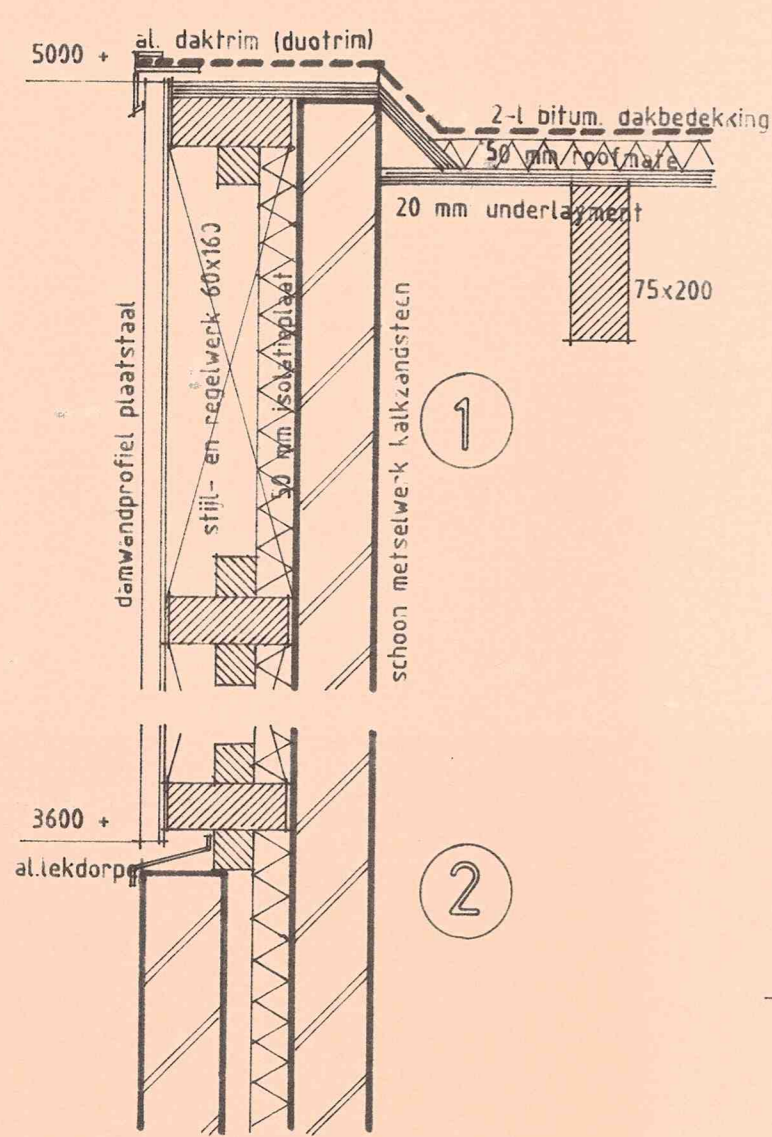 al. daktrim (duotrim)
5000 +
2-l bitum. dakbedekking
50 mm roofmate
20 mm underlayment
75x200
damwandprofiel plaatstaal
stijl- en regelwerk 60x160
50 mm isolatieplaat
schoon metselwerk kalkzandsteen
1
3600 +
al.lekdorpel
2